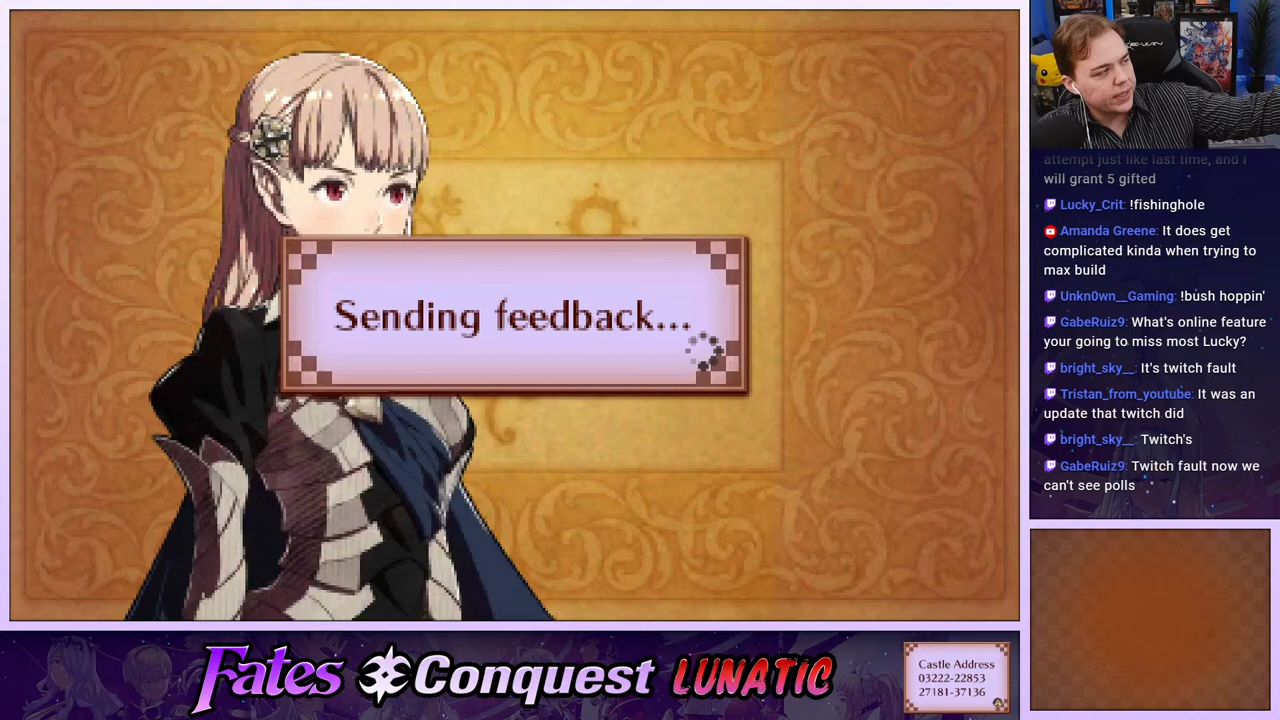 Sending feedback...
attempt just like last time, and I
will grant 5 gifted
Lucky_Crit: !fishinghole
Amanda Greene: It does get
complicated kinda when trying to
max build
Unkn0wn__Gaming: !bush hoppin'
GabeRuiz9: What's online feature
your going to miss most Lucky?
bright_sky__: It's twitch fault
Tristan_from_youtube: It was an
update that twitch did
bright_sky__: Twitch's
GabeRuiz9: Twitch fault now we
can't see polls
Fates Conquest LUNATIC
Castle Address
03222-22853
27181-37136